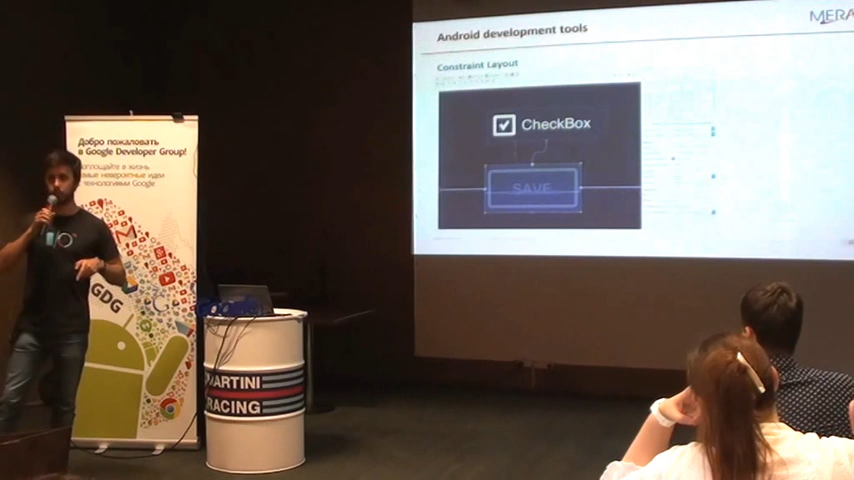 Android development tools
MERA
Constraint Layout
CheckBox
SAVE
Добро пожаловать
в Google Developer Group!
воплощайте в жизнь
самые невероятные идеи
технологиями Google
GDG
Google
MARTINI
RACING